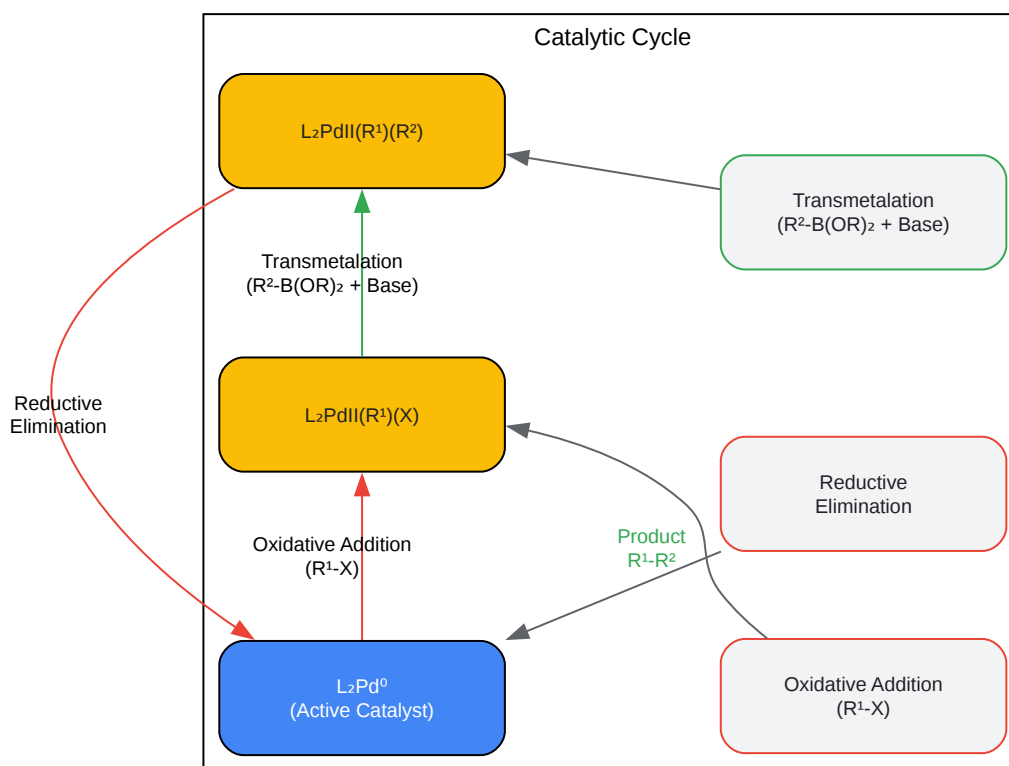 Catalytic Cycle
L₂PdII(R¹)(R²)
Transmetalation
(R²-B(OR)₂ + Base)
Transmetalation
(R²-B(OR)₂ + Base)
L₂PdII(R¹)(X)
Reductive
Elimination
Reductive
Elimination
Oxidative Addition
(R¹-X)
Product
R¹-R²
L₂Pd⁰
(Active Catalyst)
Oxidative Addition
(R¹-X)